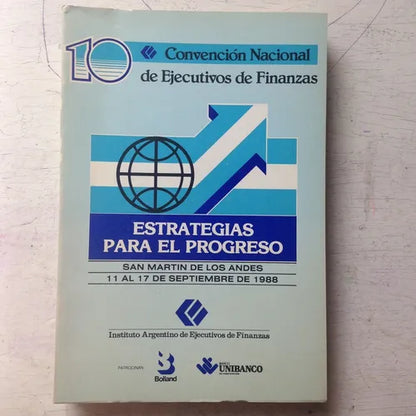 10 Convención Nacional
de Ejecutivos de Finanzas
ESTRATEGIAS
PARA EL PROGRESO
SAN MARTIN DE LOS ANDES
11 AL 17 DE SEPTIEMBRE DE 1988
Instituto Argentino de Ejecutivos de Finanzas
PATROCINAN
Bolland
BANCO
UNIBANCO